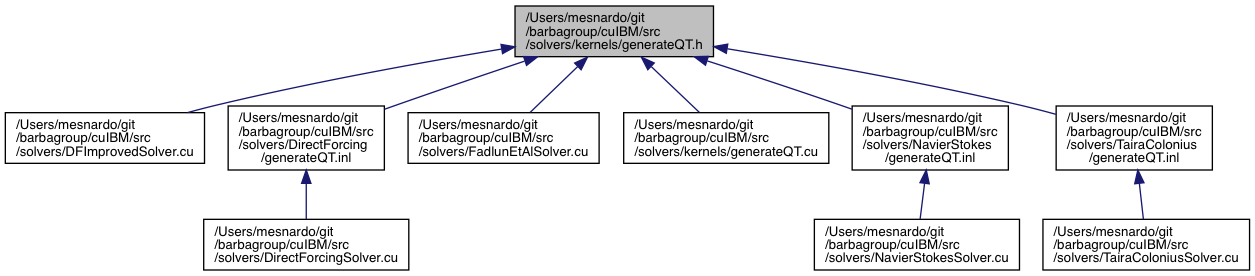 /Users/mesnardo/git
/barbagroup/cuIBM/src
/solvers/kernels/generateQT.h
/Users/mesnardo/git
/barbagroup/cuIBM/src
/solvers/DFImprovedSolver.cu
/Users/mesnardo/git
/barbagroup/cuIBM/src
/solvers/DirectForcing
/generateQT.inl
/Users/mesnardo/git
/barbagroup/cuIBM/src
/solvers/FadlunEtAlSolver.cu
/Users/mesnardo/git
/barbagroup/cuIBM/src
/solvers/kernels/generateQT.cu
/Users/mesnardo/git
/barbagroup/cuIBM/src
/solvers/NavierStokes
/generateQT.inl
/Users/mesnardo/git
/barbagroup/cuIBM/src
/solvers/TairaColonius
/generateQT.inl
/Users/mesnardo/git
/barbagroup/cuIBM/src
/solvers/DirectForcingSolver.cu
/Users/mesnardo/git
/barbagroup/cuIBM/src
/solvers/NavierStokesSolver.cu
/Users/mesnardo/git
/barbagroup/cuIBM/src
/solvers/TairaColoniusSolver.cu